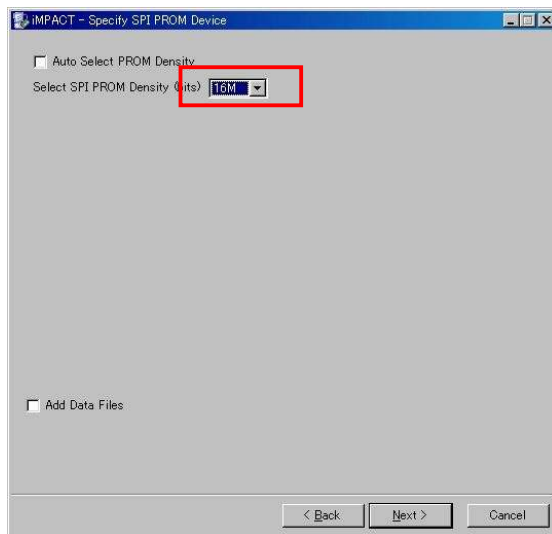 iMPACT - Specify SPI PROM Device
Auto Select PROM Density
Select SPI PROM Density (bits) 16M
Add Data Files
< Back Next > Cancel